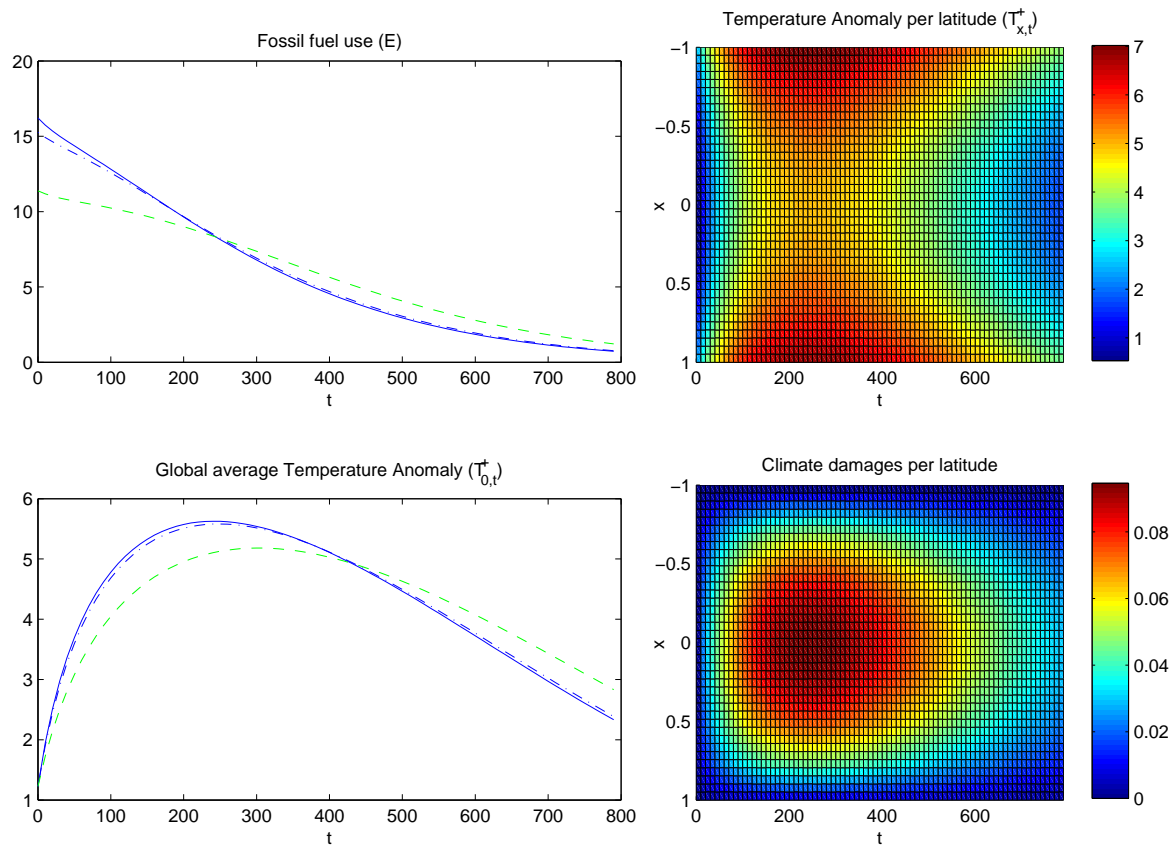 Fossil fuel use (E)
20
15
10
5
0
0 100 200 300 400 500 600 700 800
t
Temperature Anomaly per latitude (T⁺x,t)
−1
−0.5
0
0.5
1
x
0 200 400 600
t
7
6
5
4
3
2
1
Global average Temperature Anomaly (T⁺0,t)
6
5
4
3
2
1
0 100 200 300 400 500 600 700 800
t
Climate damages per latitude
−1
−0.5
0
0.5
1
x
0 200 400 600
t
0.08
0.06
0.04
0.02
0